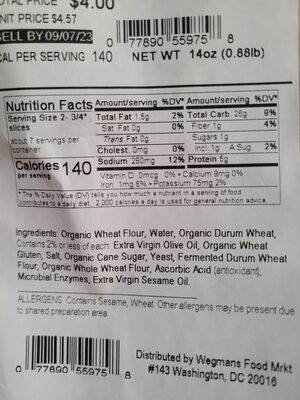 TOTAL PRICE $4.00
UNIT PRICE $4.57
SELL BY 09/07/23
CAL PER SERVING 140
0 77890 55975 8
NET WT 14oz (0.88lb)
Nutrition Facts
Serving Size 2- 3/4"
slices
about 7 servings per
container
Calories 140
per serving
Amount/serving %DV*
Total Fat 1.5g 2%
Sat. Fat 0g 0%
Trans Fat 0g
Cholest. 0mg 0%
Sodium 280mg 12%
Amount/serving %DV*
Total Carb. 28g 9%
Fiber 1g 4%
Sugars 1g
Incl. 1g A.Sug. 2%
Protein 5g
Vitamin D 0mcg 0% • Calcium 9mg 0%
Iron 1mg 8% • Potassium 75mg 2%
* The % Daily Value (DV) tells you how much a nutrient in a serving of food
contributes to a daily diet. 2,000 calories a day is used for general nutrition advice.
Ingredients: Organic Wheat Flour, Water, Organic Durum Wheat,
Contains 2% or less of each: Extra Virgin Olive Oil, Organic Wheat
Gluten, Salt, Organic Cane Sugar, Yeast, Fermented Durum Wheat
Flour, Organic Whole Wheat Flour, Ascorbic Acid (antioxidant),
Microbial Enzymes, Extra Virgin Sesame Oil.
ALLERGENS: Contains Sesame, Wheat. Other allergens may be present due
to shared preparation area.
0 77890 55975 8
Distributed by Wegmans Food Mrkt
#143 Washington, DC 20016